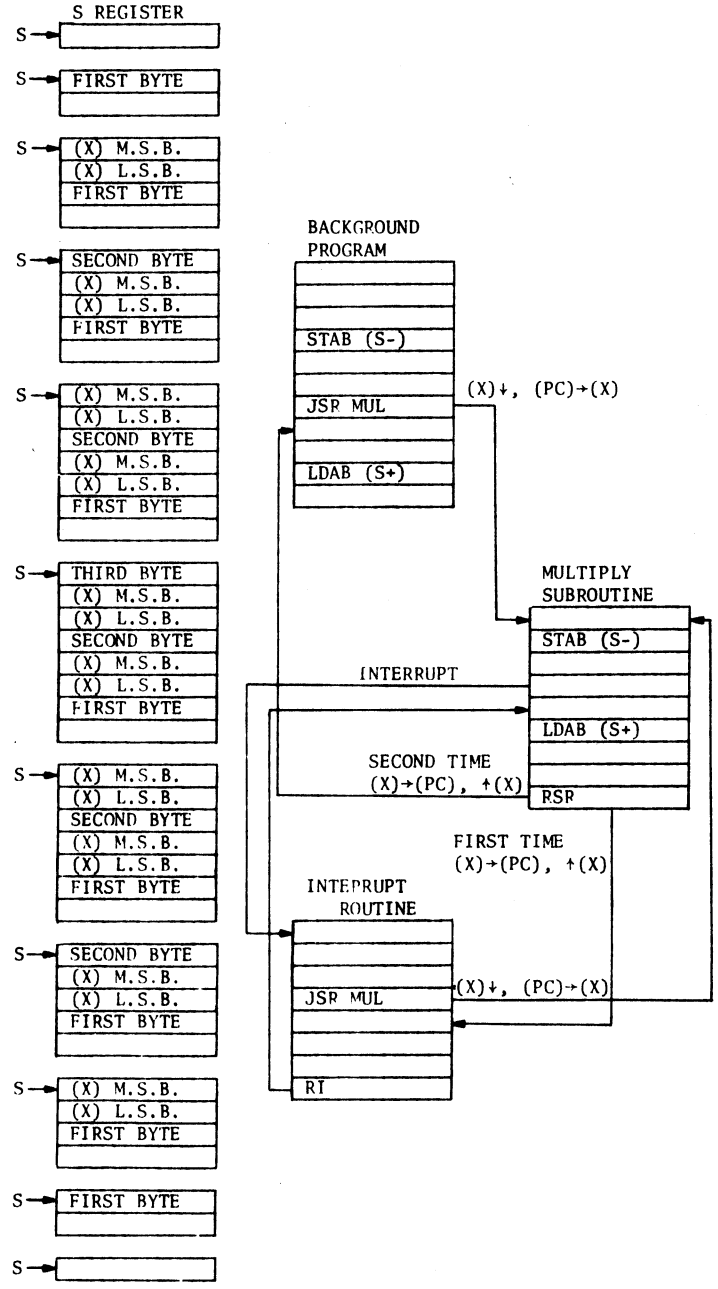 S REGISTER
S
S
FIRST BYTE
S
(X) M.S.B.
(X) L.S.B.
FIRST BYTE
S
SECOND BYTE
(X) M.S.B.
(X) L.S.B.
FIRST BYTE
S
(X) M.S.B.
(X) L.S.B.
SECOND BYTE
(X) M.S.B.
(X) L.S.B.
FIRST BYTE
S
THIRD BYTE
(X) M.S.B.
(X) L.S.B.
SECOND BYTE
(X) M.S.B.
(X) L.S.B.
FIRST BYTE
S
(X) M.S.B.
(X) L.S.B.
SECOND BYTE
(X) M.S.B.
(X) L.S.B.
FIRST BYTE
S
SECOND BYTE
(X) M.S.B.
(X) L.S.B.
FIRST BYTE
S
(X) M.S.B.
(X) L.S.B.
FIRST BYTE
S
FIRST BYTE
S
BACKGROUND
PROGRAM
STAB (S-)
JSR MUL
LDAB (S+)
(X)↓, (PC)→(X)
MULTIPLY
SUBROUTINE
STAB (S-)
LDAB (S+)
RSR
INTERRUPT
SECOND TIME
(X)→(PC), ↑(X)
FIRST TIME
(X)→(PC), ↑(X)
INTERRUPT
ROUTINE
JSR MUL
RI
(X)↓, (PC)→(X)